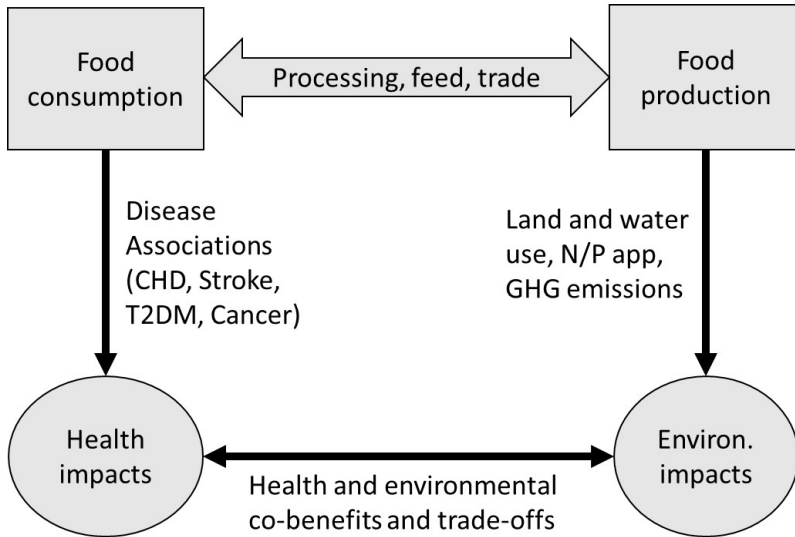 Food
consumption
Processing, feed, trade
Food
production
Disease
Associations
(CHD, Stroke,
T2DM, Cancer)
Land and water
use, N/P app,
GHG emissions
Health
impacts
Environ.
impacts
Health and environmental
co-benefits and trade-offs